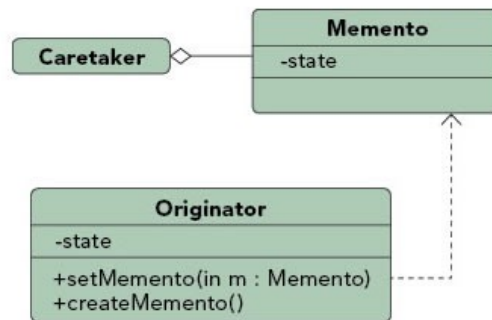 Memento
Caretaker
-state
Originator
-state
+setMemento(in m : Memento)
+createMemento()